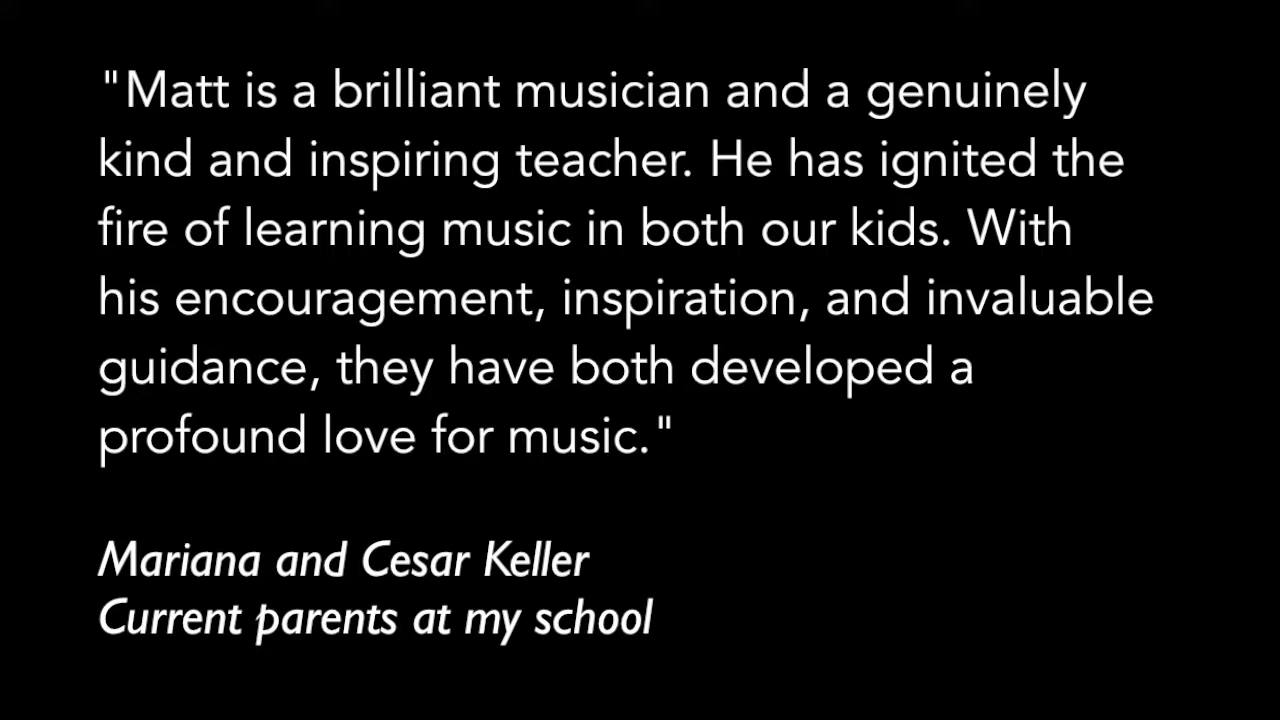 "Matt is a brilliant musician and a genuinely
kind and inspiring teacher. He has ignited the
fire of learning music in both our kids. With
his encouragement, inspiration, and invaluable
guidance, they have both developed a
profound love for music."
Mariana and Cesar Keller
Current parents at my school